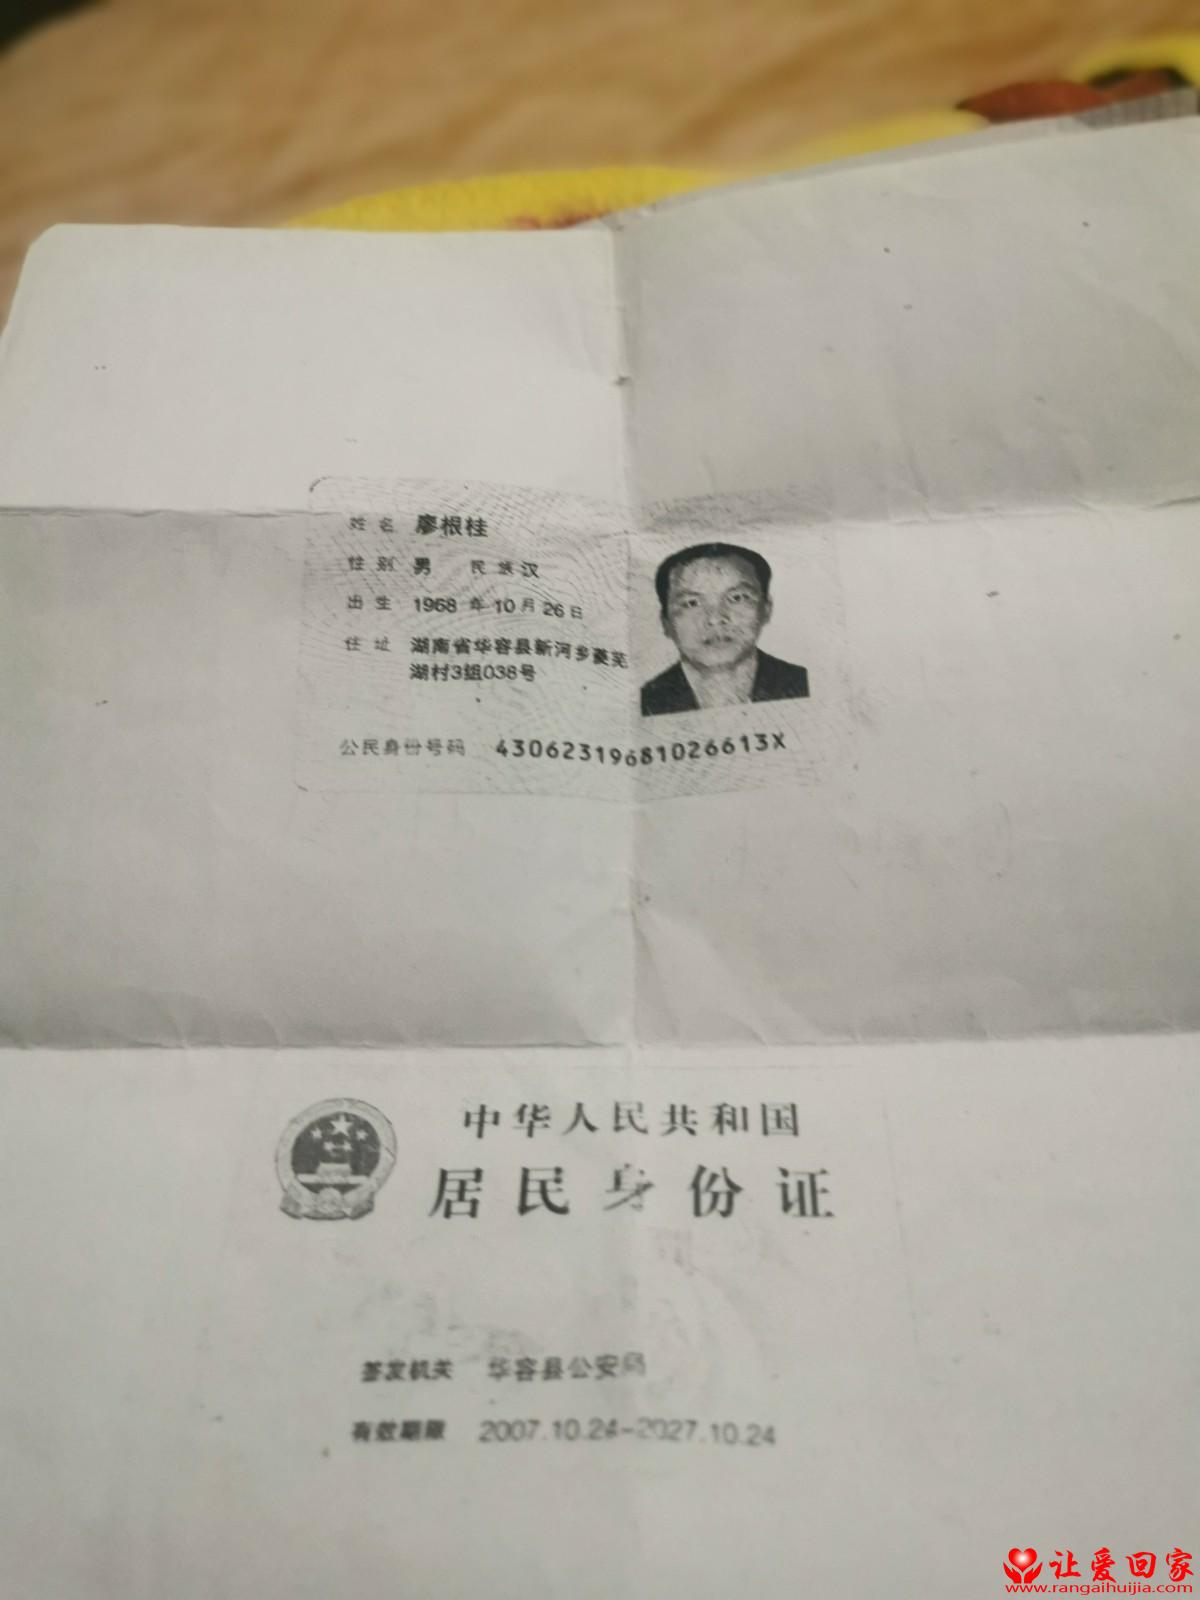 姓名 廖根桂
性别 男 民族 汉
出生 1968 年 10 月 26 日
住址 湖南省华容县新河乡菱芜
湖村3组038号
公民身份号码 43062319681026613X
中华人民共和国
居民身份证
签发机关 华容县公安局
有效期限 2007.10.24-2027.10.24
让爱回家
www.rangaihuijia.com